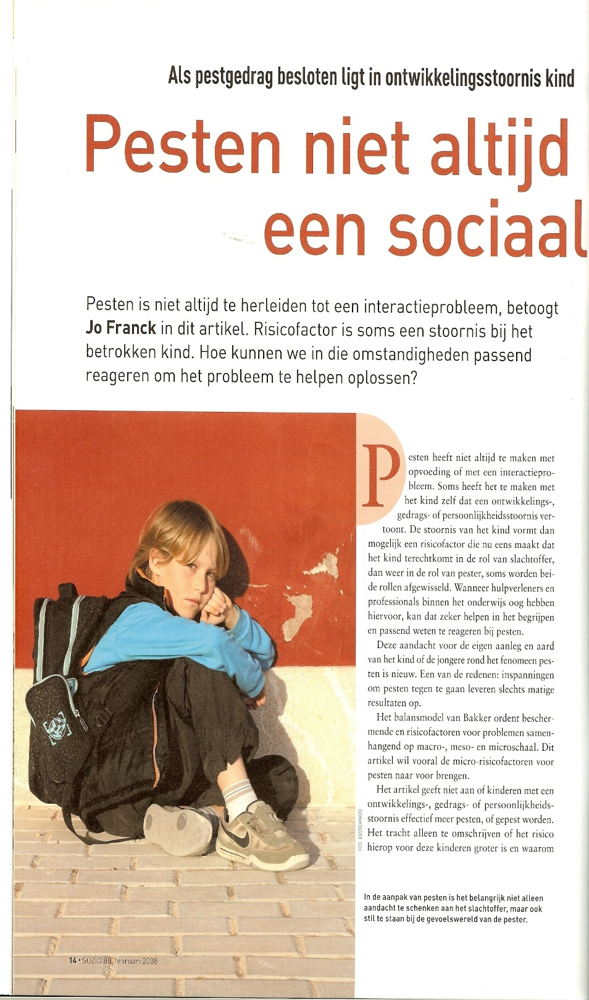 Als pestgedrag besloten ligt in ontwikkelingsstoornis kind
Pesten niet altijd
een sociaal
Pesten is niet altijd te herleiden tot een interactieprobleem, betoogt
Jo Franck in dit artikel. Risicofactor is soms een stoornis bij het
betrokken kind. Hoe kunnen we in die omstandigheden passend
reageren om het probleem te helpen oplossen?
Pesten heeft niet altijd te maken met
opvoeding of met een interactiepro-
bleem. Soms heeft het te maken met
het kind zelf dat een ontwikkelings-,
gedrags- of persoonlijkheidsstoornis ver-
toont. De stoornis van het kind vormt dan
mogelijk een risicofactor die nu eens maakt dat
het kind terechtkomt in de rol van slachtoffer,
dan weer in de rol van pester, soms worden bei-
de rollen afgewisseld. Wanneer hulpverleners en
professionals binnen het onderwijs oog hebben
hiervoor, kan dat zeker helpen in het begrijpen
en passend weten te reageren bij pesten.
Deze aandacht voor de eigen aanleg en aard
van het kind of de jongere rond het fenomeen pes-
ten is nieuw. Een van de redenen: inspanningen
om pesten tegen te gaan leveren slechts matige
resultaten op.
Het balansmodel van Bakker ordent bescher-
mende en risicofactoren voor problemen samen-
hangend op macro-, meso- en microschaal. Dit
artikel wil vooral de micro-risicofactoren voor
pesten naar voor brengen.
Het artikel geeft niet aan of kinderen met een
ontwikkelings-, gedrags- of persoonlijkheids-
stoornis effectief meer pesten, of gepest worden.
Het tracht alleen te omschrijven of het risico
hierop voor deze kinderen groter is en waarom
FOTO: BIGSTOCKPHOTO
In de aanpak van pesten is het belangrijk niet alleen
aandacht te schenken aan het slachtoffer, maar ook
stil te staan bij de gevoelswereld van de pester.
14 • SOZIO 80, februari 2008